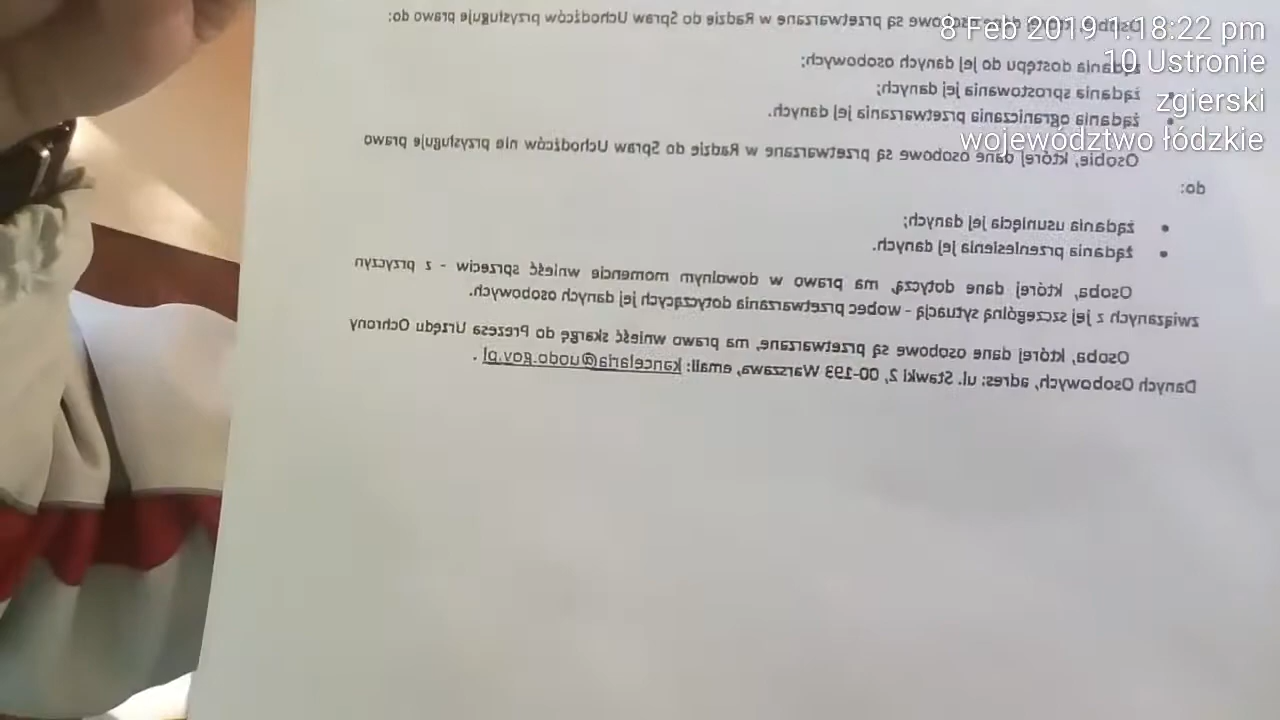 8 Feb 2019 1:18:22 pm
10 Ustronie
zgierski
województwo łódzkie
Osoba, której dane osobowe są przetwarzane w Radzie do Spraw Uchodźców przysługuje prawo do:
żądania dostępu do jej danych osobowych;
• żądania sprostowania jej danych;
• żądania ograniczania przetwarzania jej danych.
Osobie, której dane osobowe są przetwarzane w Radzie do Spraw Uchodźców nie przysługuje prawo
do:
• żądania usunięcia jej danych;
• żądania przeniesienia jej danych.
Osoba, której dane dotyczą, ma prawo w dowolnym momencie wnieść sprzeciw - z przyczyn
związanych z jej szczególną sytuacją - wobec przetwarzania dotyczących jej danych osobowych.
Osoba, której dane osobowe są przetwarzane, ma prawo wnieść skargę do Prezesa Urzędu Ochrony
Danych Osobowych, adres: ul. Stawki 2, 00-193 Warszawa, email: kancelaria@uodo.gov.pl .